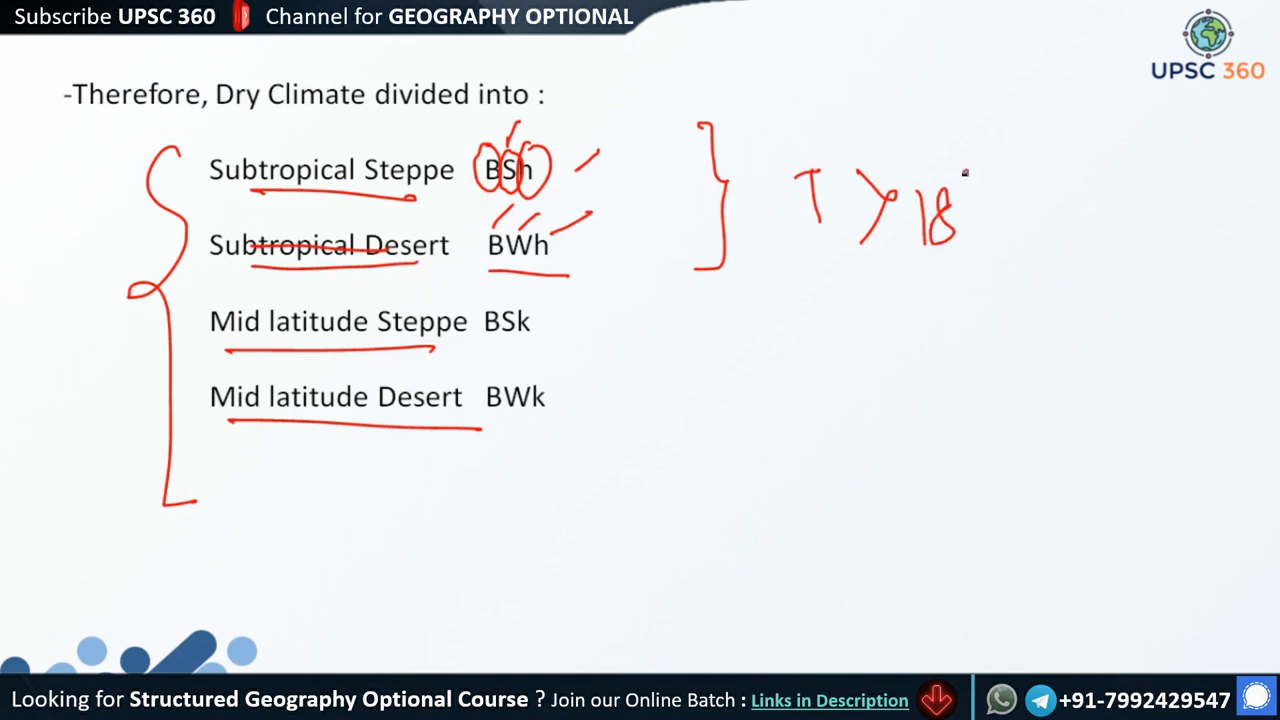 Subscribe UPSC 360 Channel for GEOGRAPHY OPTIONAL
UPSC 360
-Therefore, Dry Climate divided into :
Subtropical Steppe BSh
Subtropical Desert BWh
T > 18°
Mid latitude Steppe BSk
Mid latitude Desert BWk
Looking for Structured Geography Optional Course ? Join our Online Batch : Links in Description +91-7992429547